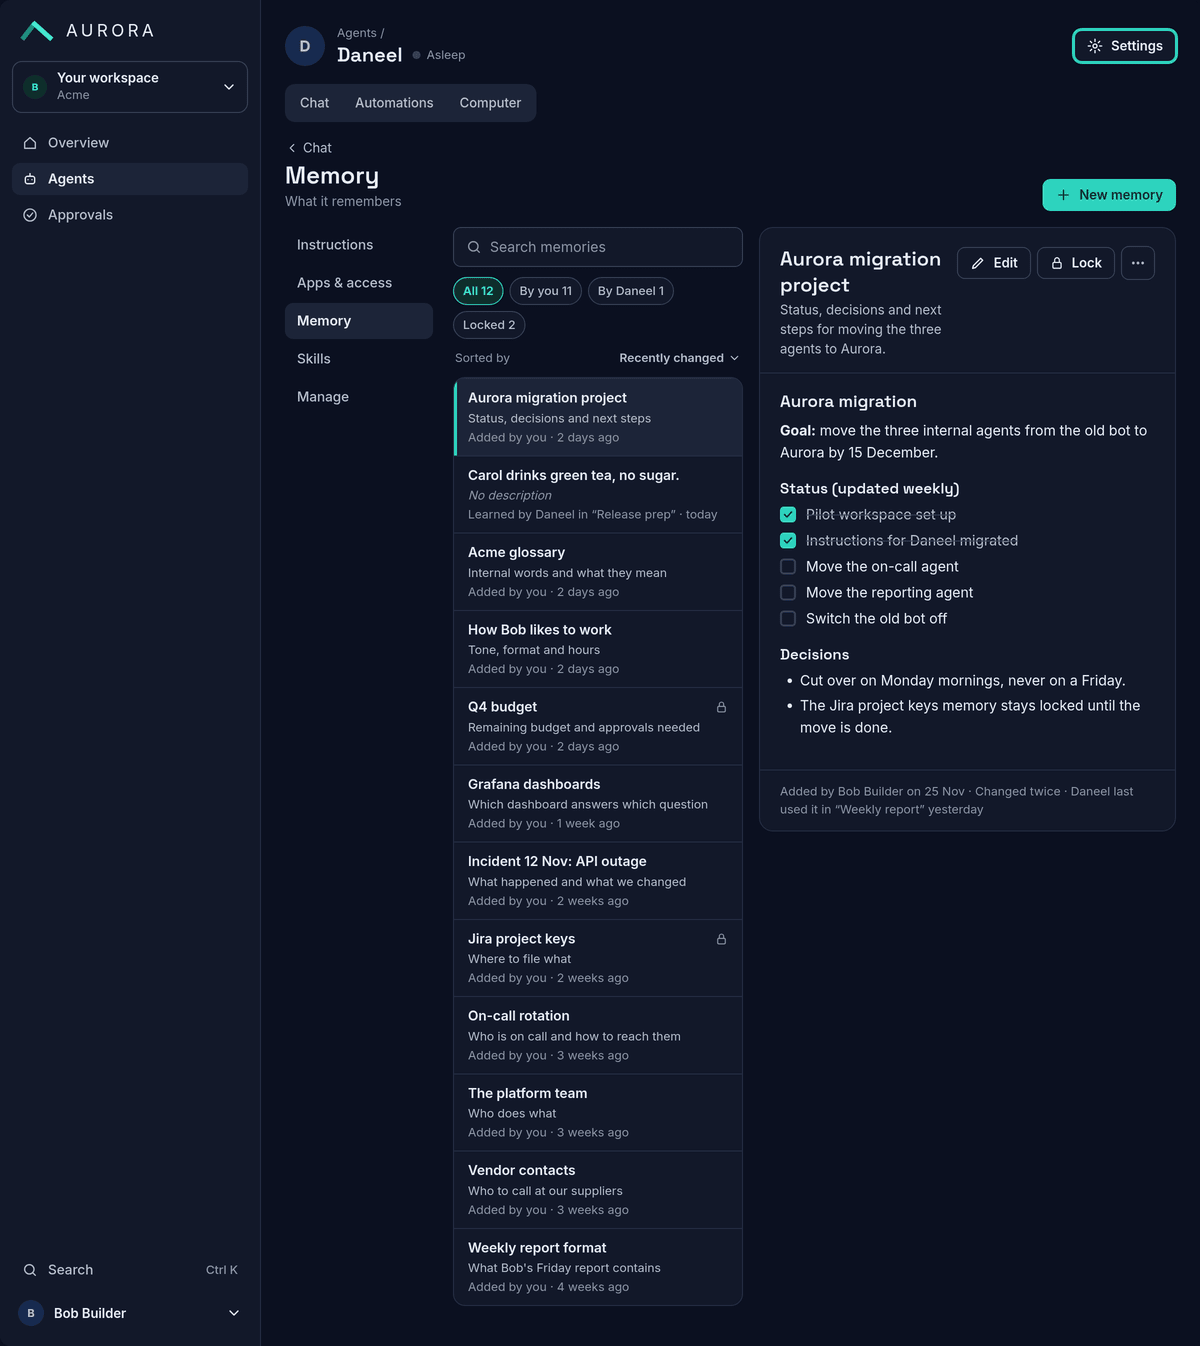 AURORA
B
Your workspace
Acme
Overview
Agents
Approvals
Search
Ctrl K
B
Bob Builder
D
Agents /
Daneel
Asleep
Settings
Chat
Automations
Computer
Chat
Memory
What it remembers
New memory
Instructions
Apps & access
Memory
Skills
Manage
Search memories
All 12
By you 11
By Daneel 1
Locked 2
Sorted by
Recently changed
Aurora migration project
Status, decisions and next steps
Added by you · 2 days ago
Carol drinks green tea, no sugar.
No description
Learned by Daneel in “Release prep” · today
Acme glossary
Internal words and what they mean
Added by you · 2 days ago
How Bob likes to work
Tone, format and hours
Added by you · 2 days ago
Q4 budget
Remaining budget and approvals needed
Added by you · 2 days ago
Grafana dashboards
Which dashboard answers which question
Added by you · 1 week ago
Incident 12 Nov: API outage
What happened and what we changed
Added by you · 2 weeks ago
Jira project keys
Where to file what
Added by you · 2 weeks ago
On-call rotation
Who is on call and how to reach them
Added by you · 3 weeks ago
The platform team
Who does what
Added by you · 3 weeks ago
Vendor contacts
Who to call at our suppliers
Added by you · 3 weeks ago
Weekly report format
What Bob's Friday report contains
Added by you · 4 weeks ago
Aurora migration
project
Edit
Lock
Status, decisions and next
steps for moving the three
agents to Aurora.
Aurora migration
Goal: move the three internal agents from the old bot to
Aurora by 15 December.
Status (updated weekly)
Pilot workspace set up
Instructions for Daneel migrated
Move the on-call agent
Move the reporting agent
Switch the old bot off
Decisions
• Cut over on Monday mornings, never on a Friday.
• The Jira project keys memory stays locked until the
move is done.
Added by Bob Builder on 25 Nov · Changed twice · Daneel last
used it in “Weekly report” yesterday